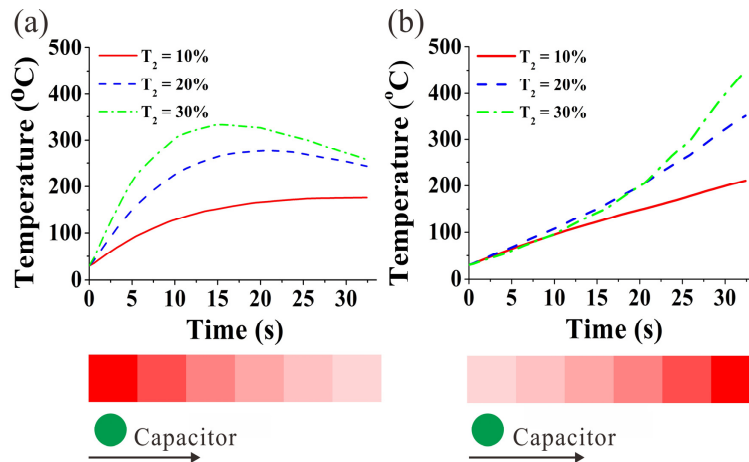 (a)
500
400
300
200
100
0
Temperature (⁰C)
T₂ = 10%
T₂ = 20%
T₂ = 30%
0 5 10 15 20 25 30
Time (s)
Capacitor
(b)
500
400
300
200
100
0
Temperature (⁰C)
T₂ = 10%
T₂ = 20%
T₂ = 30%
0 5 10 15 20 25 30
Time (s)
Capacitor